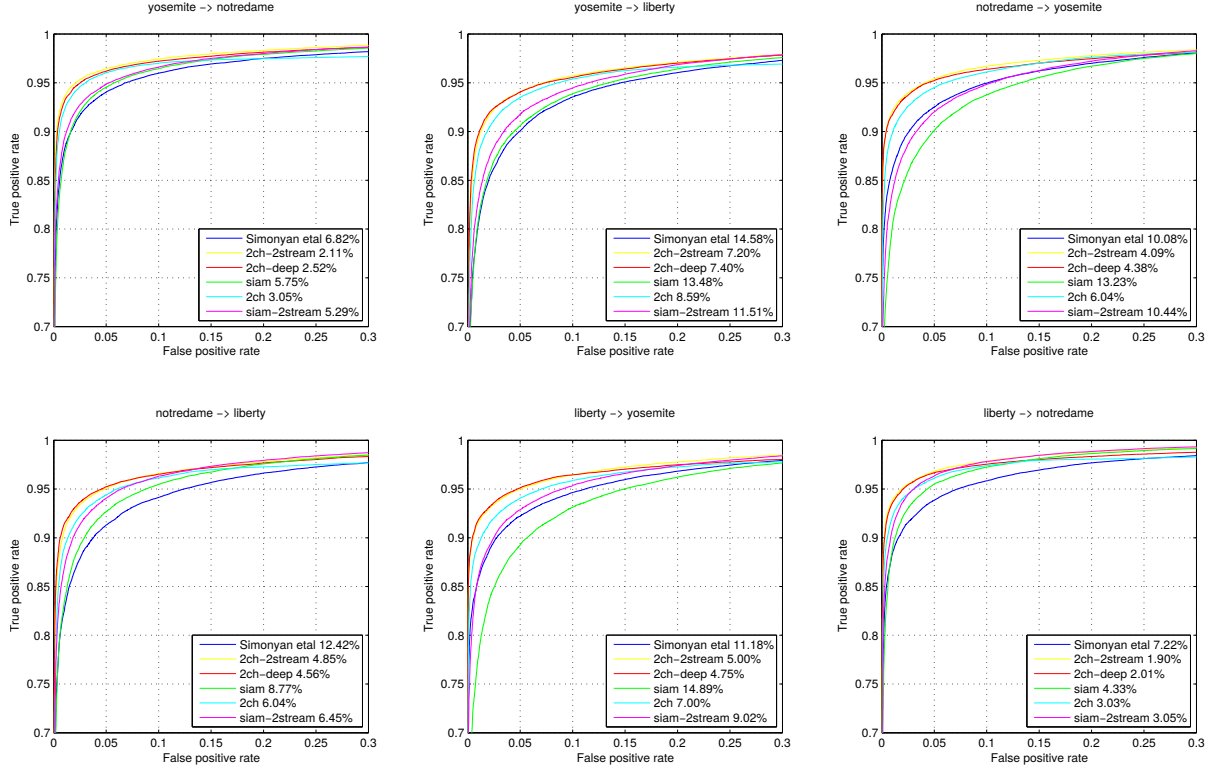 yosemite −> notredame
True positive rate
1
0.95
0.9
0.85
0.8
0.75
0.7
Simonyan etal 6.82%
2ch−2stream 2.11%
2ch−deep 2.52%
siam 5.75%
2ch 3.05%
siam−2stream 5.29%
0 0.05 0.1 0.15 0.2 0.25 0.3
False positive rate
yosemite −> liberty
True positive rate
1
0.95
0.9
0.85
0.8
0.75
0.7
Simonyan etal 14.58%
2ch−2stream 7.20%
2ch−deep 7.40%
siam 13.48%
2ch 8.59%
siam−2stream 11.51%
0 0.05 0.1 0.15 0.2 0.25 0.3
False positive rate
notredame −> yosemite
True positive rate
1
0.95
0.9
0.85
0.8
0.75
0.7
Simonyan etal 10.08%
2ch−2stream 4.09%
2ch−deep 4.38%
siam 13.23%
2ch 6.04%
siam−2stream 10.44%
0 0.05 0.1 0.15 0.2 0.25 0.3
False positive rate
notredame −> liberty
True positive rate
1
0.95
0.9
0.85
0.8
0.75
0.7
Simonyan etal 12.42%
2ch−2stream 4.85%
2ch−deep 4.56%
siam 8.77%
2ch 6.04%
siam−2stream 6.45%
0 0.05 0.1 0.15 0.2 0.25 0.3
False positive rate
liberty −> yosemite
True positive rate
1
0.95
0.9
0.85
0.8
0.75
0.7
Simonyan etal 11.18%
2ch−2stream 5.00%
2ch−deep 4.75%
siam 14.89%
2ch 7.00%
siam−2stream 9.02%
0 0.05 0.1 0.15 0.2 0.25 0.3
False positive rate
liberty −> notredame
True positive rate
1
0.95
0.9
0.85
0.8
0.75
0.7
Simonyan etal 7.22%
2ch−2stream 1.90%
2ch−deep 2.01%
siam 4.33%
2ch 3.03%
siam−2stream 3.05%
0 0.05 0.1 0.15 0.2 0.25 0.3
False positive rate